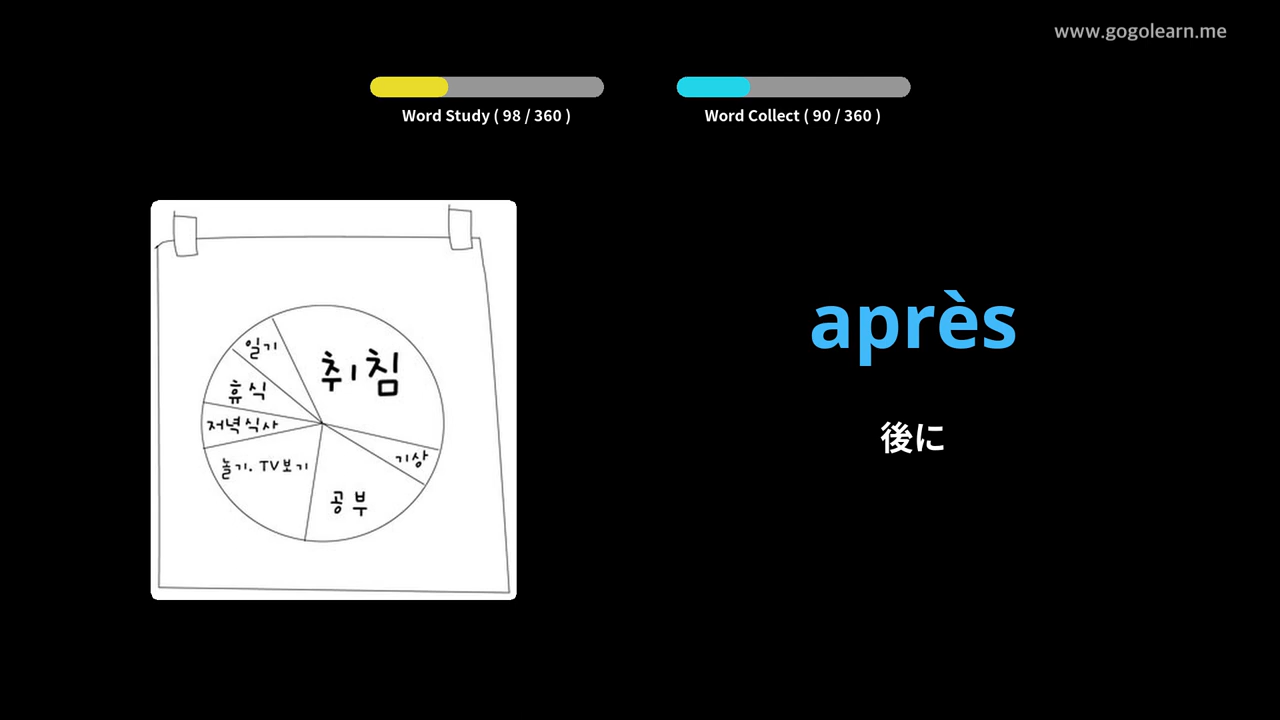 www.gogolearn.me
Word Study ( 98 / 360 )
Word Collect ( 90 / 360 )
일기
취침
휴식
저녁식사
기상
놀기. TV보기
공부
après
後に